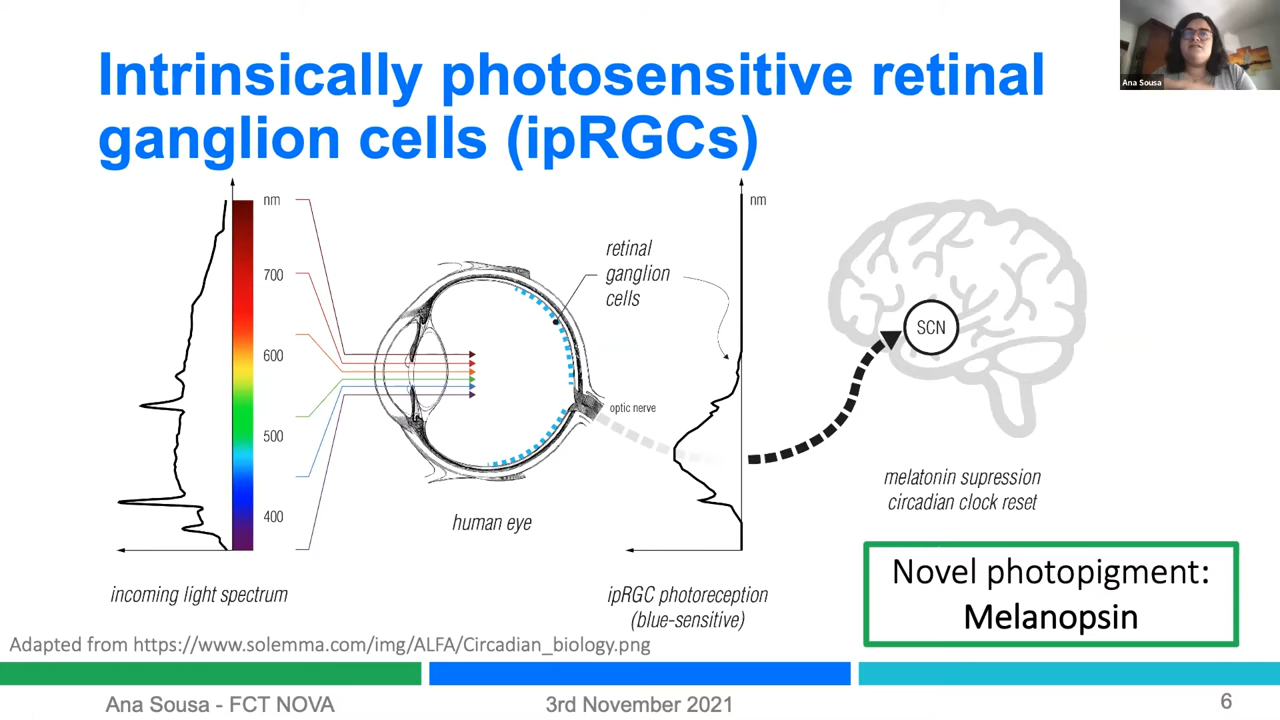 Intrinsically photosensitive retinal
ganglion cells (ipRGCs)
Ana Sousa
nm
700
600
500
400
incoming light spectrum
human eye
retinal
ganglion
cells
optic nerve
nm
ipRGC photoreception
(blue-sensitive)
SCN
melatonin supression
circadian clock reset
Novel photopigment:
Melanopsin
Adapted from https://www.solemma.com/img/ALFA/Circadian_biology.png
Ana Sousa - FCT NOVA
3rd November 2021
6